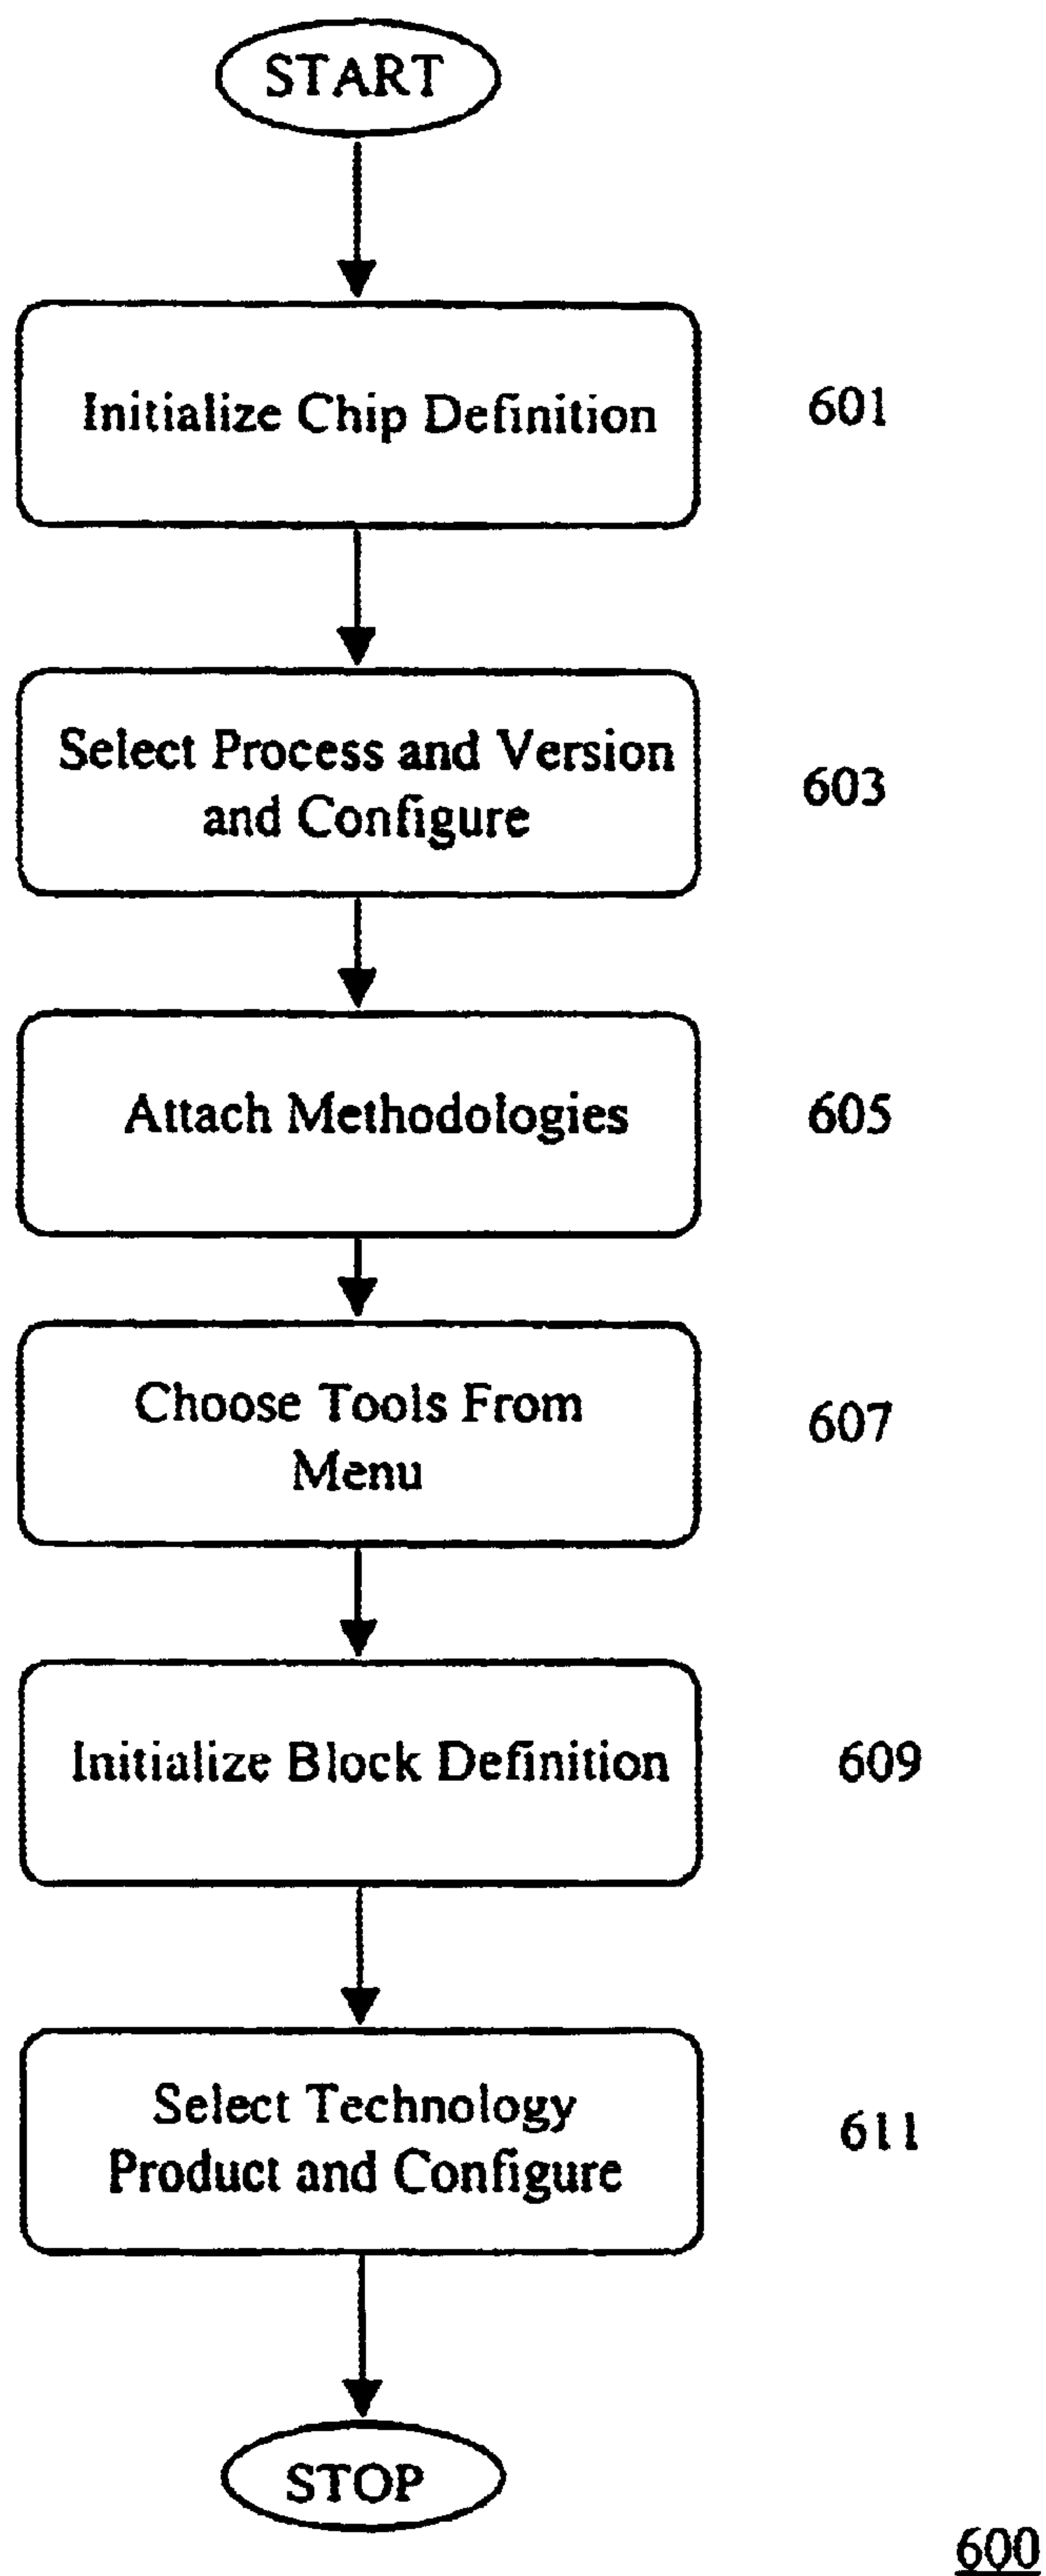 START
Initialize Chip Definition
601
Select Process and Version
and Configure
603
Attach Methodologies
605
Choose Tools From
Menu
607
Initialize Block Definition
609
Select Technology
Product and Configure
611
STOP
600